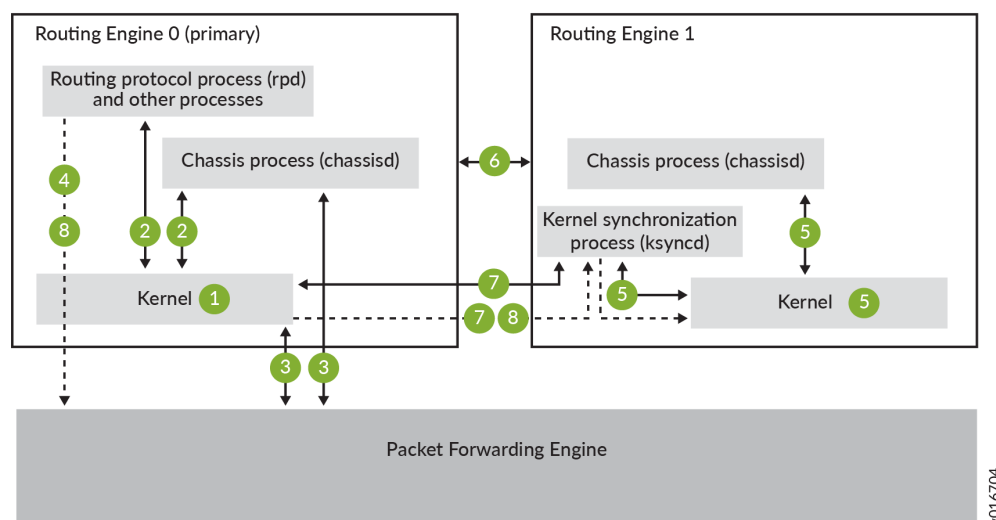 Routing Engine 0 (primary)
Routing protocol process (rpd)
and other processes
Chassis process (chassisd)
4
8
2
2
Kernel 1
3
3
6
7
7 8
Routing Engine 1
Chassis process (chassisd)
Kernel synchronization
process (ksyncd)
5
5
Kernel 5
Packet Forwarding Engine